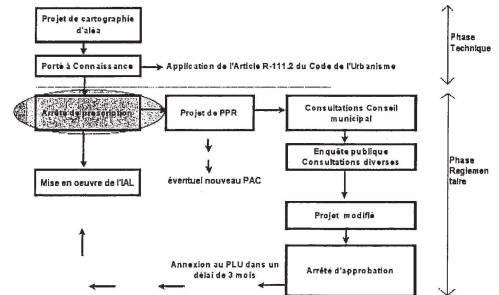 Projet de cartographie
d'aléa
Phase
Technique
Porté à Connaissance
Application de l'Article R-111.2 du Code de l'Urbanisme
Arrêté de prescription
Projet de PPR
Consultations Conseil
municipal
Enquête publique
Consultations diverses
Phase
Réglemen
taire
Mise en oeuvre de l'IAL
éventuel nouveau PAC
Projet modifié
Annexion au PLU dans un
délai de 3 mois
Arrêté d'approbation